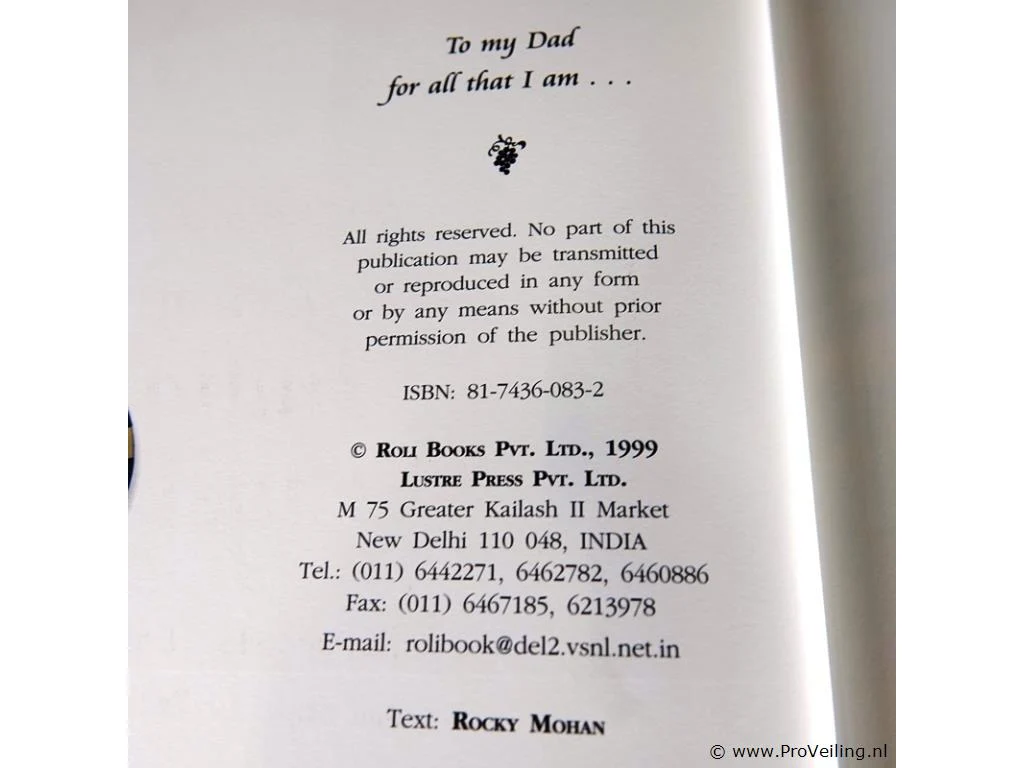 To my Dad
for all that I am . . .
All rights reserved. No part of this
publication may be transmitted
or reproduced in any form
or by any means without prior
permission of the publisher.
ISBN: 81-7436-083-2
© ROLI BOOKS PVT. LTD., 1999
LUSTRE PRESS PVT. LTD.
M 75 Greater Kailash II Market
New Delhi 110 048, INDIA
Tel.: (011) 6442271, 6462782, 6460886
Fax: (011) 6467185, 6213978
E-mail: rolibook@del2.vsnl.net.in
Text: ROCKY MOHAN
© www.ProVeiling.nl